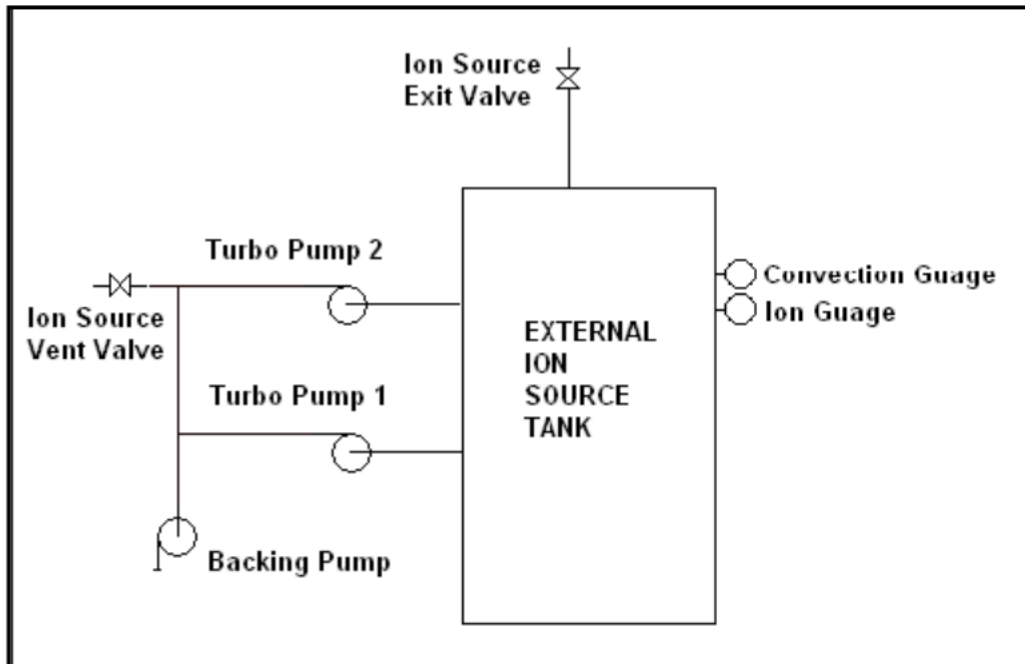 Ion Source
Exit Valve
Turbo Pump 2
Convection Guage
Ion Source
Vent Valve
Ion Guage
EXTERNAL
ION
SOURCE
TANK
Turbo Pump 1
Backing Pump